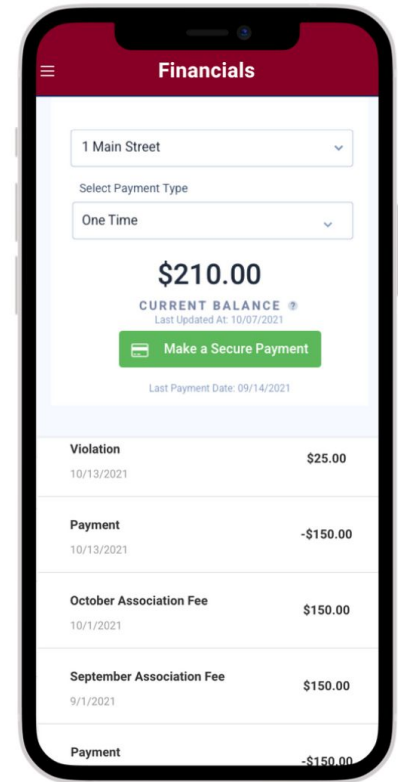 Financials
1 Main Street
Select Payment Type
One Time
$210.00
CURRENT BALANCE ?
Last Updated At: 10/07/2021
Make a Secure Payment
Last Payment Date: 09/14/2021
Violation
$25.00
10/13/2021
Payment
-$150.00
10/13/2021
October Association Fee
$150.00
10/1/2021
September Association Fee
$150.00
9/1/2021
Payment
-$150.00